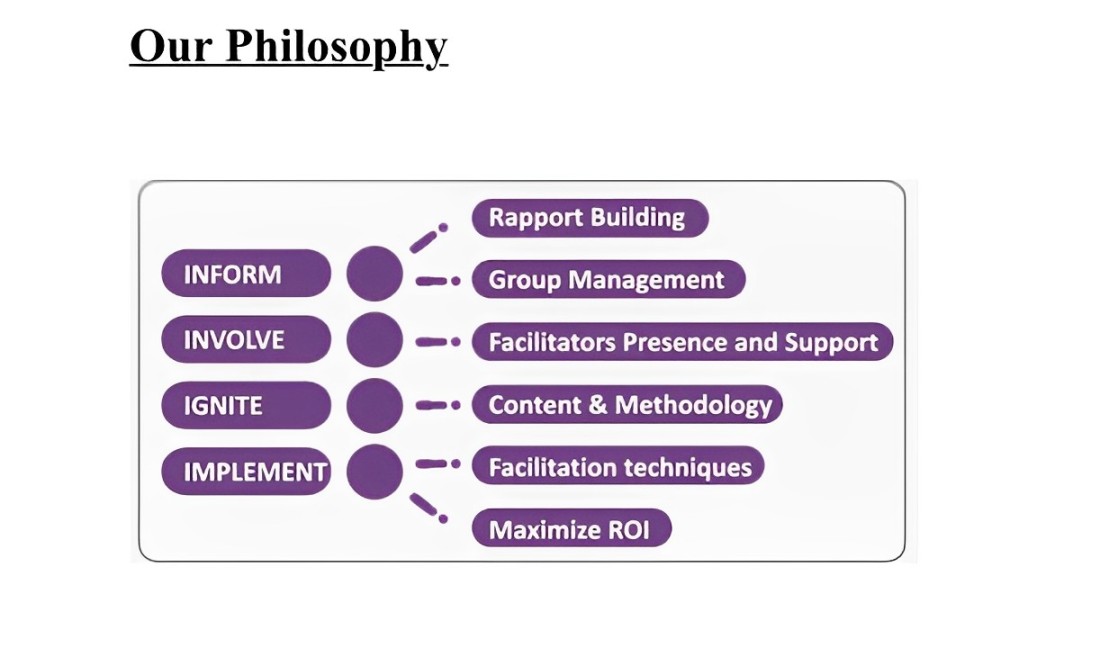 Our Philosophy
INFORM
INVOLVE
IGNITE
IMPLEMENT
Rapport Building
Group Management
Facilitators Presence and Support
Content & Methodology
Facilitation techniques
Maximize ROI